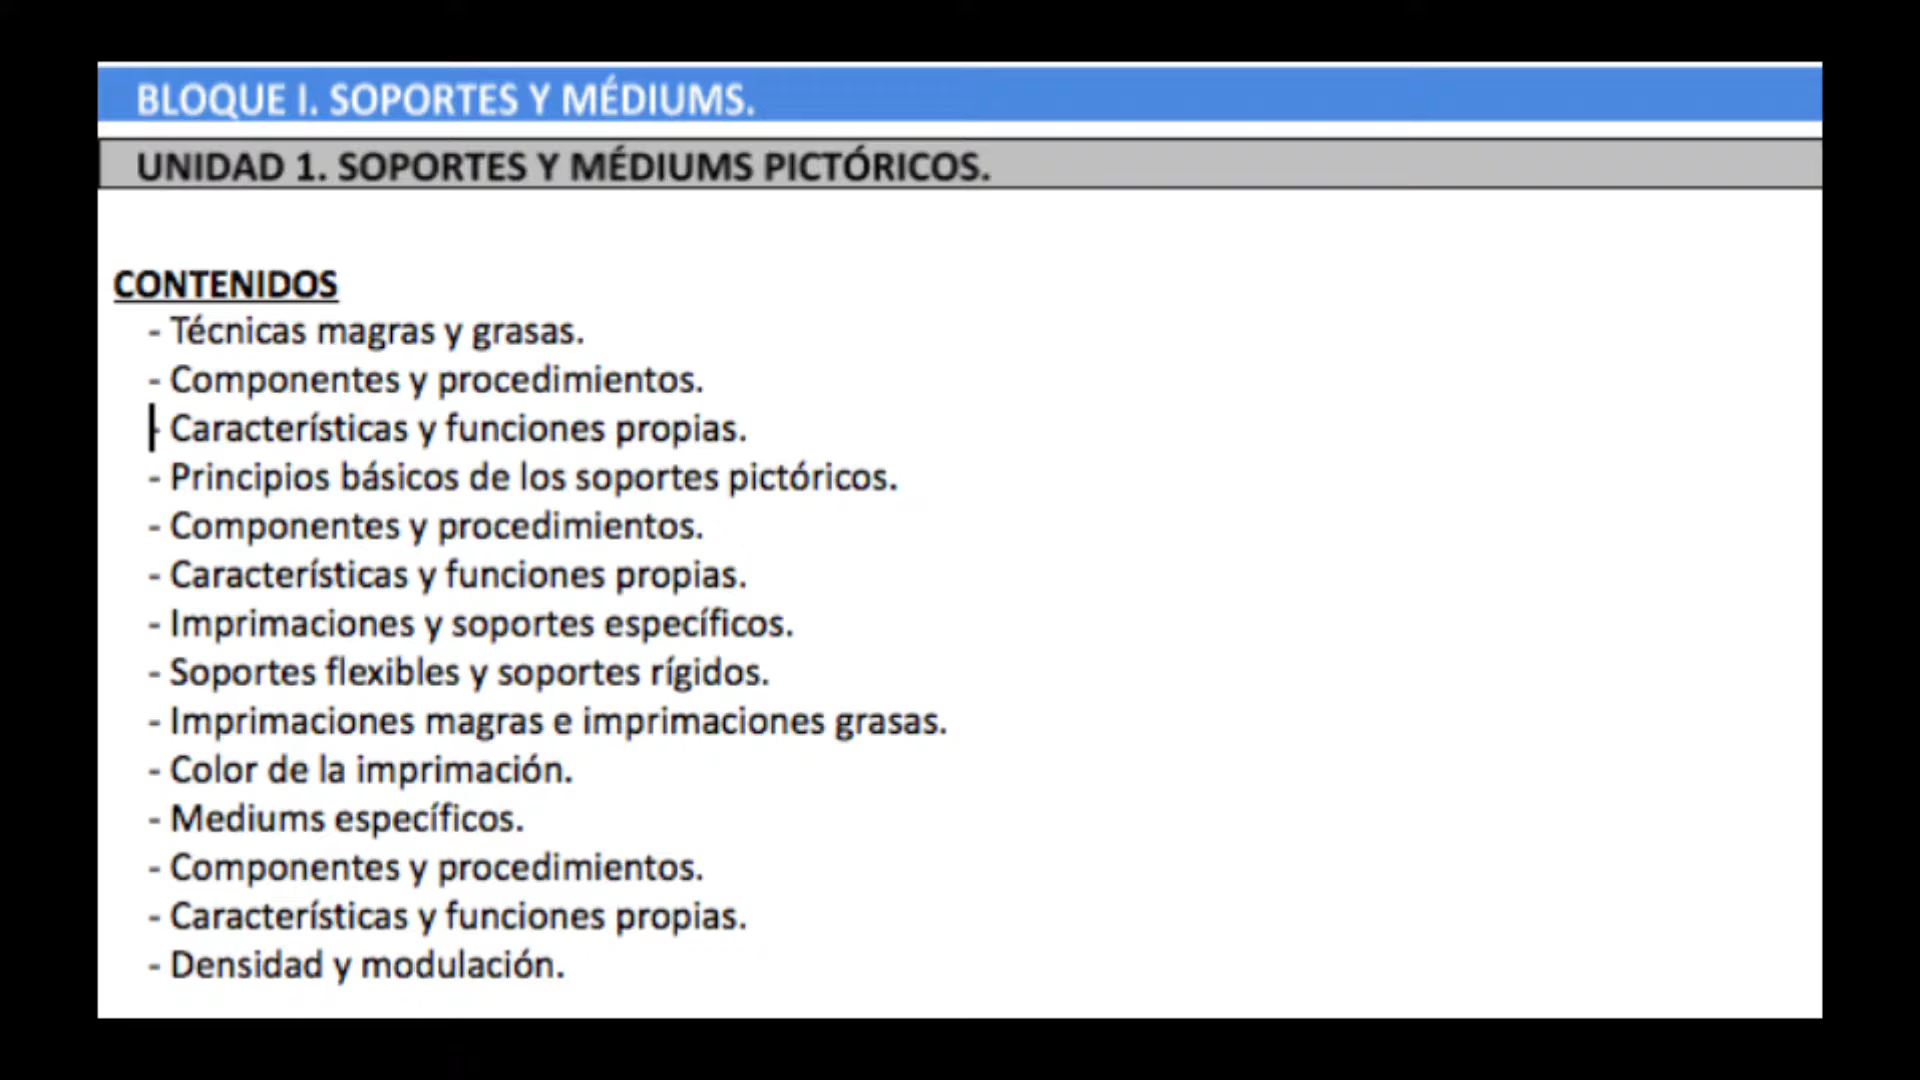 BLOQUE I. SOPORTES Y MÉDIUMS.
UNIDAD 1. SOPORTES Y MÉDIUMS PICTÓRICOS.
CONTENIDOS
- Técnicas magras y grasas.
- Componentes y procedimientos.
- Características y funciones propias.
- Principios básicos de los soportes pictóricos.
- Componentes y procedimientos.
- Características y funciones propias.
- Imprimaciones y soportes específicos.
- Soportes flexibles y soportes rígidos.
- Imprimaciones magras e imprimaciones grasas.
- Color de la imprimación.
- Mediums específicos.
- Componentes y procedimientos.
- Características y funciones propias.
- Densidad y modulación.